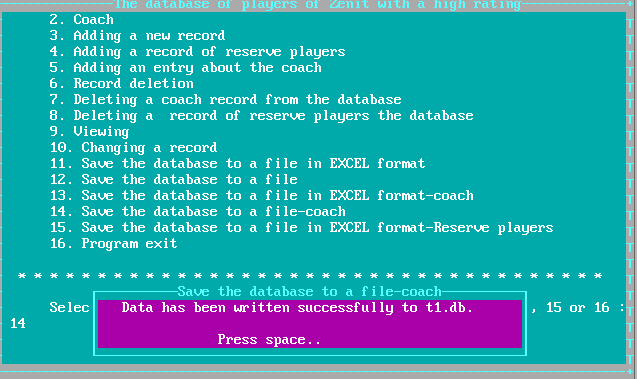 The database of players of Zenit with a high rating
2. Coach
3. Adding a new record
4. Adding a record of reserve players
5. Adding an entry about the coach
6. Record deletion
7. Deleting a coach record from the database
8. Deleting a  record of reserve players the database
9. Viewing
10. Changing a record
11. Save the database to a file in EXCEL format
12. Save the database to a file
13. Save the database to a file in EXCEL format-coach
14. Save the database to a file-coach
15. Save the database to a file in EXCEL format-Reserve players
16. Program exit
* * * * * * * * * * * * * * * * * * * * * * * * * * * * * * * * * * * * *
Save the database to a file-coach
Selec Data has been written successfully to t1.db. , 15 or 16 :
14
Press space..